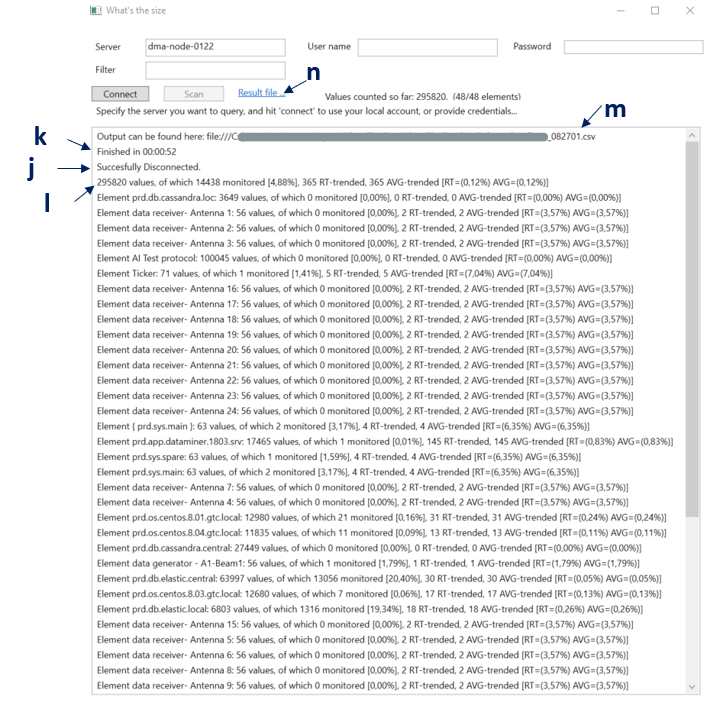 What's the size
Server dma-node-0122 User name Password
Filter
Connect Scan Result file ... Values counted so far: 295820. (48/48 elements)
n
Specify the server you want to query, and hit 'connect' to use your local account, or provide credentials...
m
Output can be found here: file:///C _082701.csv
k
Finished in 00:00:52
j
Succesfully Disconnected.
l
295820 values, of which 14438 monitored [4,88%], 365 RT-trended, 365 AVG-trended [RT=(0,12%) AVG=(0,12%)]
Element prd.db.cassandra.loc: 3649 values, of which 0 monitored [0,00%], 0 RT-trended, 0 AVG-trended [RT=(0,00%) AVG=(0,00%)]
Element data receiver- Antenna 1: 56 values, of which 0 monitored [0,00%], 2 RT-trended, 2 AVG-trended [RT=(3,57%) AVG=(3,57%)]
Element data receiver- Antenna 2: 56 values, of which 0 monitored [0,00%], 2 RT-trended, 2 AVG-trended [RT=(3,57%) AVG=(3,57%)]
Element data receiver- Antenna 3: 56 values, of which 0 monitored [0,00%], 2 RT-trended, 2 AVG-trended [RT=(3,57%) AVG=(3,57%)]
Element AI Test protocol: 100045 values, of which 0 monitored [0,00%], 0 RT-trended, 0 AVG-trended [RT=(0,00%) AVG=(0,00%)]
Element Ticker: 71 values, of which 1 monitored [1,41%], 5 RT-trended, 5 AVG-trended [RT=(7,04%) AVG=(7,04%)]
Element data receiver- Antenna 16: 56 values, of which 0 monitored [0,00%], 2 RT-trended, 2 AVG-trended [RT=(3,57%) AVG=(3,57%)]
Element data receiver- Antenna 17: 56 values, of which 0 monitored [0,00%], 2 RT-trended, 2 AVG-trended [RT=(3,57%) AVG=(3,57%)]
Element data receiver- Antenna 18: 56 values, of which 0 monitored [0,00%], 2 RT-trended, 2 AVG-trended [RT=(3,57%) AVG=(3,57%)]
Element data receiver- Antenna 19: 56 values, of which 0 monitored [0,00%], 2 RT-trended, 2 AVG-trended [RT=(3,57%) AVG=(3,57%)]
Element data receiver- Antenna 20: 56 values, of which 0 monitored [0,00%], 2 RT-trended, 2 AVG-trended [RT=(3,57%) AVG=(3,57%)]
Element data receiver- Antenna 21: 56 values, of which 0 monitored [0,00%], 2 RT-trended, 2 AVG-trended [RT=(3,57%) AVG=(3,57%)]
Element data receiver- Antenna 22: 56 values, of which 0 monitored [0,00%], 2 RT-trended, 2 AVG-trended [RT=(3,57%) AVG=(3,57%)]
Element data receiver- Antenna 23: 56 values, of which 0 monitored [0,00%], 2 RT-trended, 2 AVG-trended [RT=(3,57%) AVG=(3,57%)]
Element data receiver- Antenna 24: 56 values, of which 0 monitored [0,00%], 2 RT-trended, 2 AVG-trended [RT=(3,57%) AVG=(3,57%)]
Element { prd.sys.main }: 63 values, of which 2 monitored [3,17%], 4 RT-trended, 4 AVG-trended [RT=(6,35%) AVG=(6,35%)]
Element prd.app.dataminer.1803.srv: 17465 values, of which 1 monitored [0,01%], 145 RT-trended, 145 AVG-trended [RT=(0,83%) AVG=(0,83%)]
Element prd.sys.spare: 63 values, of which 1 monitored [1,59%], 4 RT-trended, 4 AVG-trended [RT=(6,35%) AVG=(6,35%)]
Element prd.sys.main: 63 values, of which 2 monitored [3,17%], 4 RT-trended, 4 AVG-trended [RT=(6,35%) AVG=(6,35%)]
Element data receiver- Antenna 7: 56 values, of which 0 monitored [0,00%], 2 RT-trended, 2 AVG-trended [RT=(3,57%) AVG=(3,57%)]
Element data receiver- Antenna 4: 56 values, of which 0 monitored [0,00%], 2 RT-trended, 2 AVG-trended [RT=(3,57%) AVG=(3,57%)]
Element prd.os.centos.8.01.gtc.local: 12980 values, of which 21 monitored [0,16%], 31 RT-trended, 31 AVG-trended [RT=(0,24%) AVG=(0,24%)]
Element prd.os.centos.8.04.gtc.local: 11835 values, of which 11 monitored [0,09%], 13 RT-trended, 13 AVG-trended [RT=(0,11%) AVG=(0,11%)]
Element prd.db.cassandra.central: 27449 values, of which 0 monitored [0,00%], 0 RT-trended, 0 AVG-trended [RT=(0,00%) AVG=(0,00%)]
Element data generator - A1-Beam1: 56 values, of which 1 monitored [1,79%], 1 RT-trended, 1 AVG-trended [RT=(1,79%) AVG=(1,79%)]
Element prd.db.elastic.central: 63997 values, of which 13056 monitored [20,40%], 30 RT-trended, 30 AVG-trended [RT=(0,05%) AVG=(0,05%)]
Element prd.os.centos.8.03.gtc.local: 12680 values, of which 7 monitored [0,06%], 17 RT-trended, 17 AVG-trended [RT=(0,13%) AVG=(0,13%)]
Element prd.db.elastic.local: 6803 values, of which 1316 monitored [19,34%], 18 RT-trended, 18 AVG-trended [RT=(0,26%) AVG=(0,26%)]
Element data receiver- Antenna 15: 56 values, of which 0 monitored [0,00%], 2 RT-trended, 2 AVG-trended [RT=(3,57%) AVG=(3,57%)]
Element data receiver- Antenna 5: 56 values, of which 0 monitored [0,00%], 2 RT-trended, 2 AVG-trended [RT=(3,57%) AVG=(3,57%)]
Element data receiver- Antenna 6: 56 values, of which 0 monitored [0,00%], 2 RT-trended, 2 AVG-trended [RT=(3,57%) AVG=(3,57%)]
Element data receiver- Antenna 8: 56 values, of which 0 monitored [0,00%], 2 RT-trended, 2 AVG-trended [RT=(3,57%) AVG=(3,57%)]
Element data receiver- Antenna 9: 56 values, of which 0 monitored [0,00%], 2 RT-trended, 2 AVG-trended [RT=(3,57%) AVG=(3,57%)]